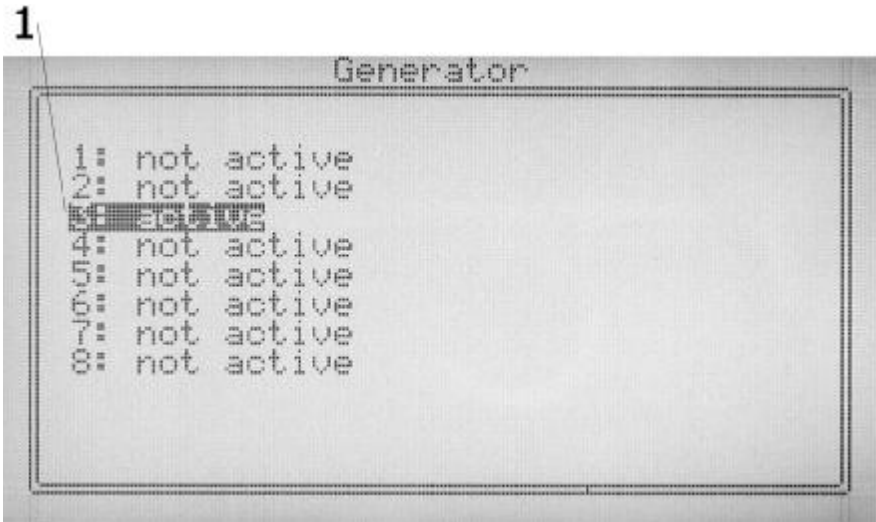 1
Generator
1: not active
2: not active
3: active
4: not active
5: not active
6: not active
7: not active
8: not active